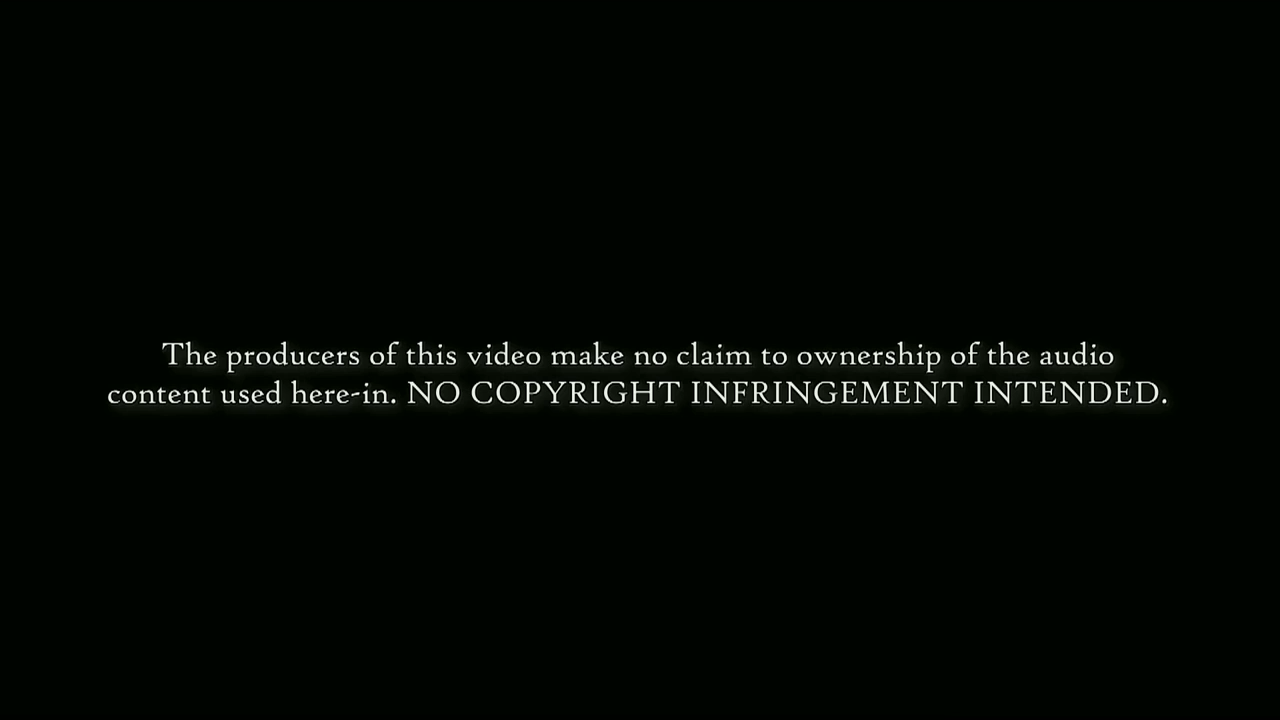 The producers of this video make no claim to ownership of the audio
content used here-in. NO COPYRIGHT INFRINGEMENT INTENDED.